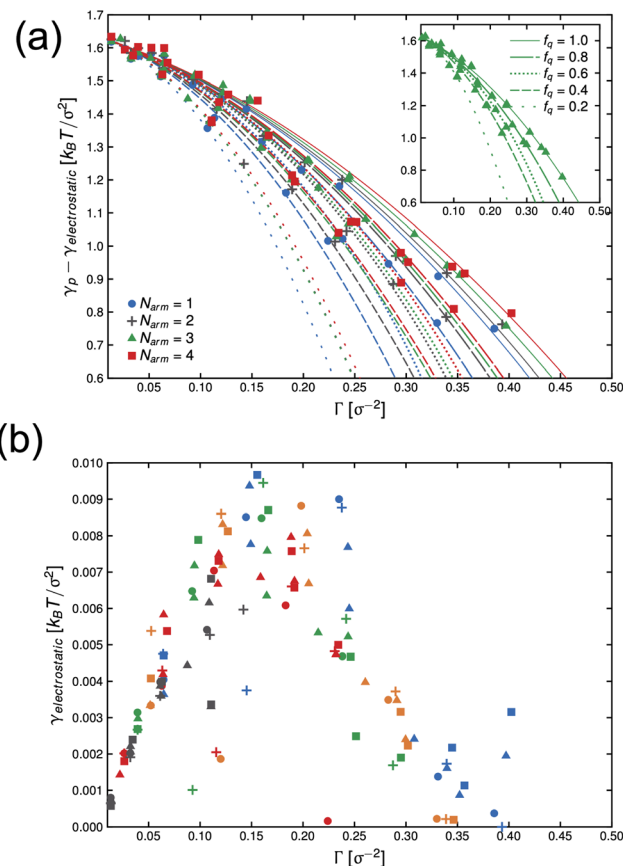 (a)
1.7
1.6
1.5
1.4
1.3
1.2
1.1
1.0
0.9
0.8
0.7
0.6
0.05 0.10 0.15 0.20 0.25 0.30 0.35 0.40 0.45 0.50
Γ [σ⁻²]
γp − γelectrostatic [kB T/σ²]
Narm = 1
Narm = 2
Narm = 3
Narm = 4
1.6
1.4
1.2
1.0
0.8
0.6
0.10 0.20 0.30 0.40 0.50
fq = 1.0
fq = 0.8
fq = 0.6
fq = 0.4
fq = 0.2
(b)
0.010
0.009
0.008
0.007
0.006
0.005
0.004
0.003
0.002
0.001
0.000
0.05 0.10 0.15 0.20 0.25 0.30 0.35 0.40 0.50
Γ [σ⁻²]
γelectrostatic [kB T/σ²]